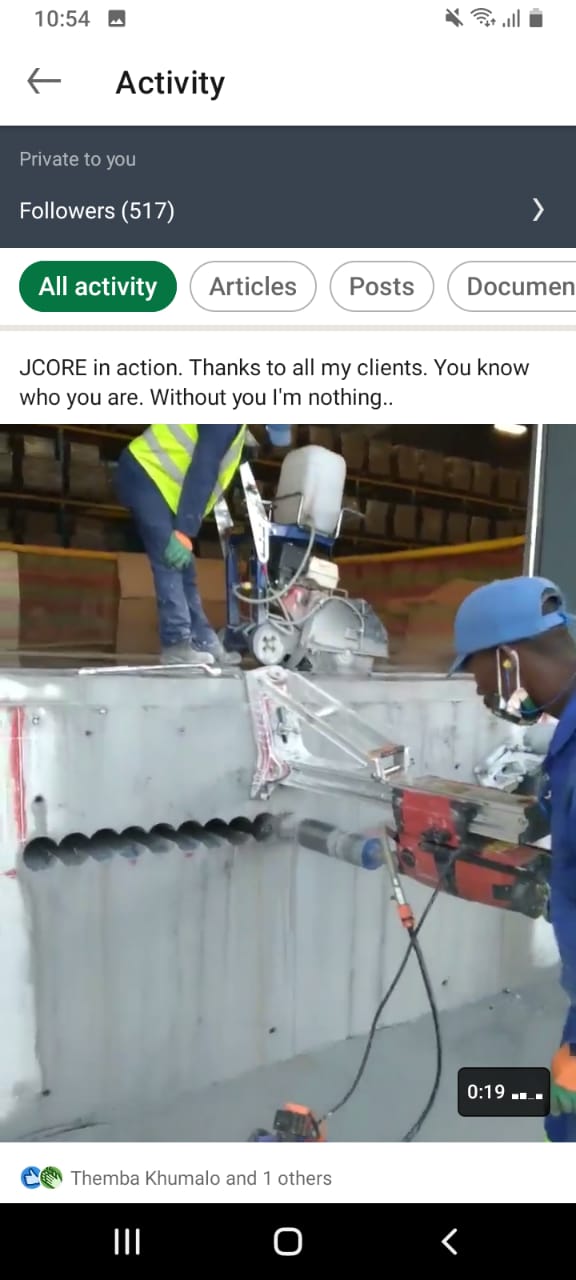 10:54
Activity
Private to you
Followers (517)
All activity
Articles
Posts
Documen
JCORE in action. Thanks to all my clients. You know
who you are. Without you I'm nothing..
0:19
Themba Khumalo and 1 others